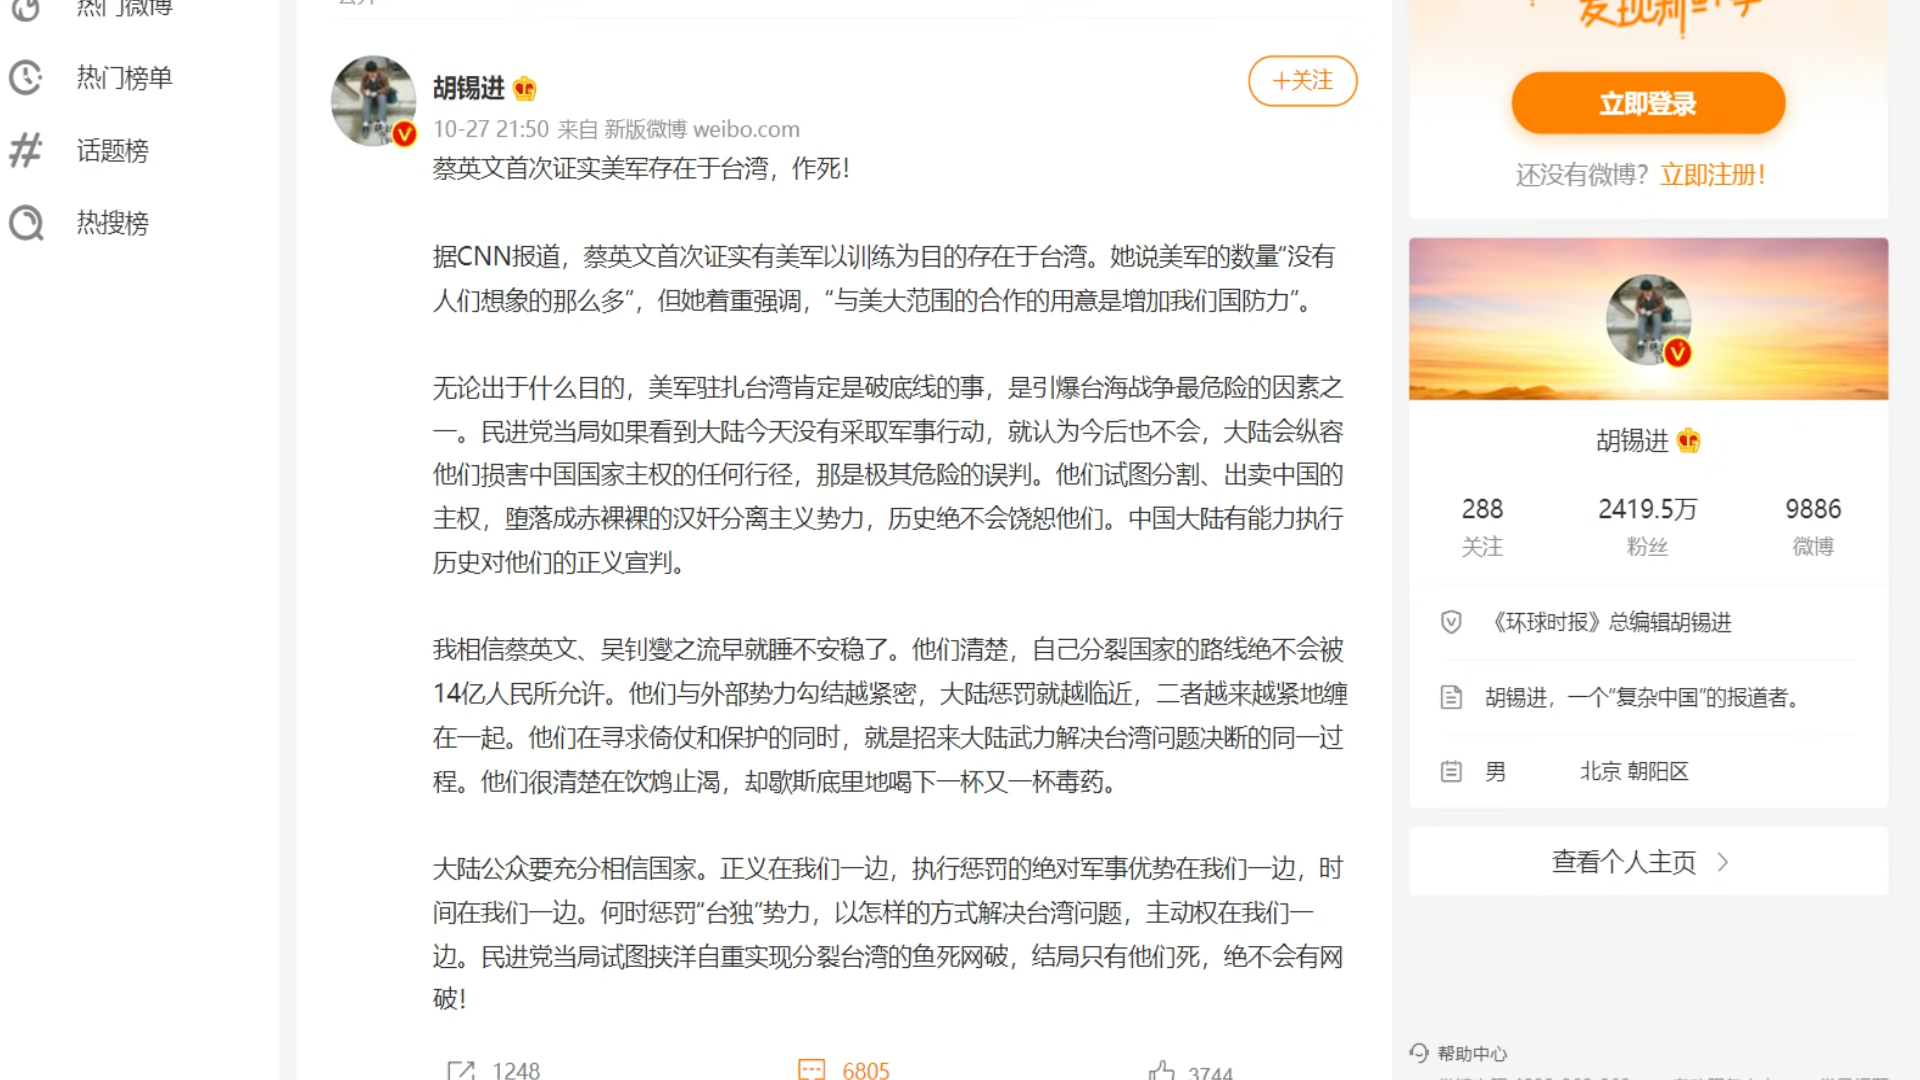 热门微博
热门榜单
话题榜
热搜榜
胡锡进
+关注
10-27 21:50 来自 新版微博 weibo.com
蔡英文首次证实美军存在于台湾，作死！
据CNN报道，蔡英文首次证实有美军以训练为目的存在于台湾。她说美军的数量“没有
人们想象的那么多”，但她着重强调，“与美大范围的合作的用意是增加我们国防力”。
无论出于什么目的，美军驻扎台湾肯定是破底线的事，是引爆台海战争最危险的因素之
一。民进党当局如果看到大陆今天没有采取军事行动，就认为今后也不会，大陆会纵容
他们损害中国国家主权的任何行径，那是极其危险的误判。他们试图分割、出卖中国的
主权，堕落成赤裸裸的汉奸分离主义势力，历史绝不会饶恕他们。中国大陆有能力执行
历史对他们的正义宣判。
我相信蔡英文、吴钊燮之流早就睡不安稳了。他们清楚，自己分裂国家的路线绝不会被
14亿人民所允许。他们与外部势力勾结越紧密，大陆惩罚就越临近，二者越来越紧地缠
在一起。他们在寻求倚仗和保护的同时，就是招来大陆武力解决台湾问题决断的同一过
程。他们很清楚在饮鸩止渴，却歇斯底里地喝下一杯又一杯毒药。
大陆公众要充分相信国家。正义在我们一边，执行惩罚的绝对军事优势在我们一边，时
间在我们一边。何时惩罚“台独”势力，以怎样的方式解决台湾问题，主动权在我们一
边。民进党当局试图挟洋自重实现分裂台湾的鱼死网破，结局只有他们死，绝不会有网
破！
1248
6805
3744
立即登录
还没有微博？立即注册！
胡锡进
288
2419.5万
9886
关注
粉丝
微博
《环球时报》总编辑胡锡进
胡锡进，一个“复杂中国”的报道者。
男 北京 朝阳区
查看个人主页
帮助中心